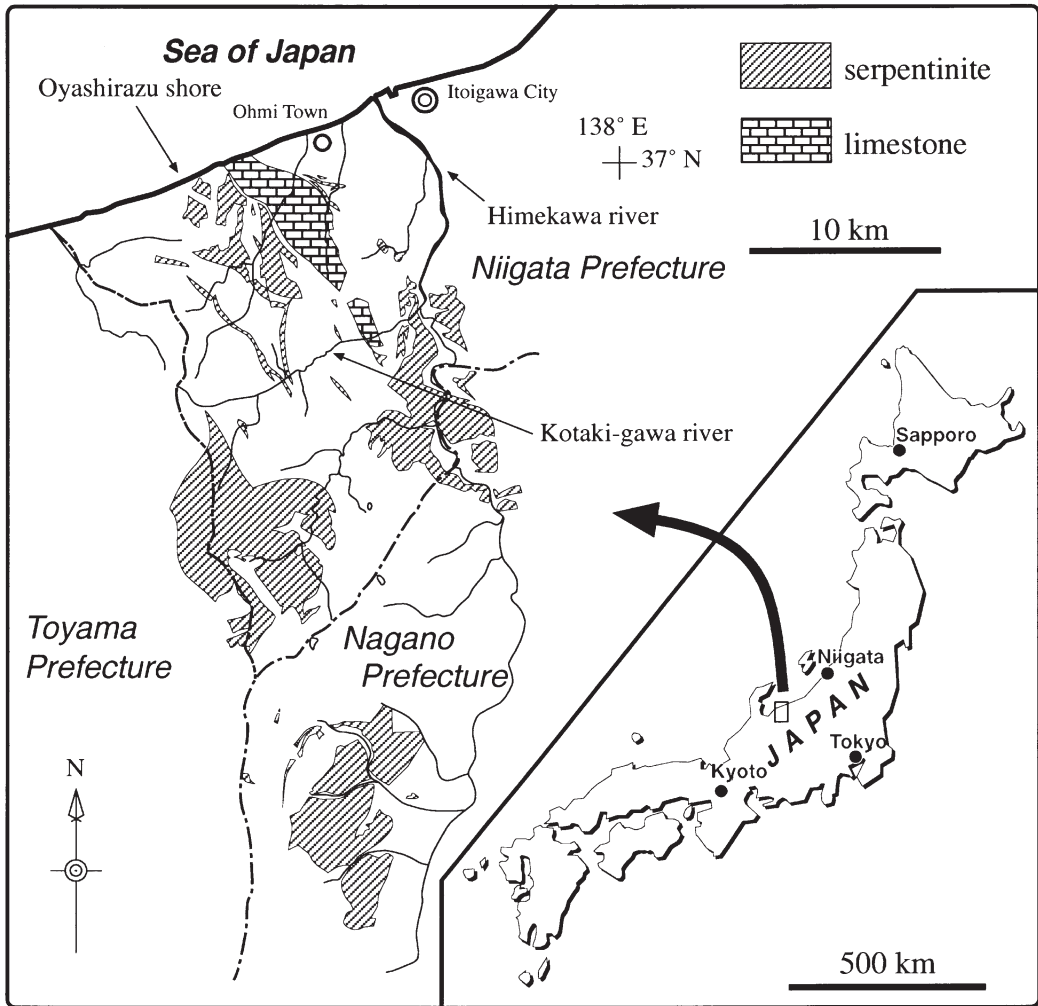 Sea of Japan
Oyashirazu shore
Ohmi Town
Itoigawa City
serpentinite
limestone
138° E
37° N
10 km
Himekawa river
Niigata Prefecture
Kotaki-gawa river
Toyama
Prefecture
Nagano
Prefecture
N
Sapporo
Niigata
JAPAN
Tokyo
Kyoto
500 km